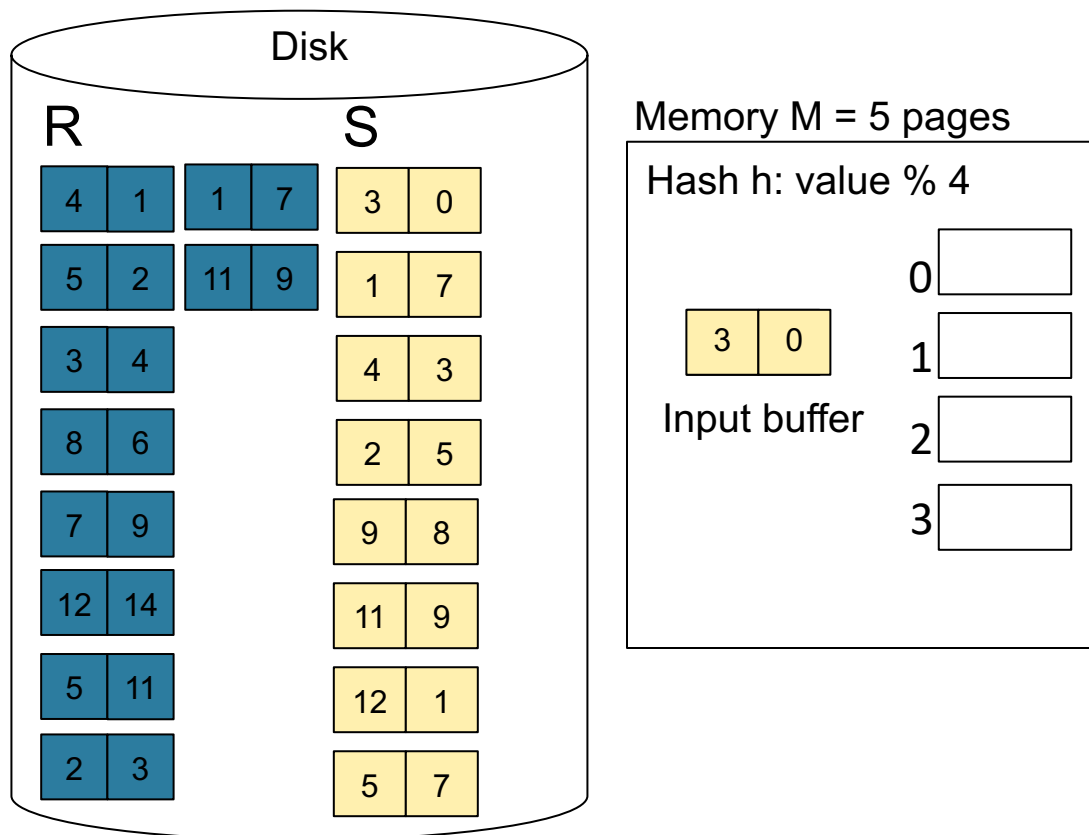 Disk
R S
4 1 1 7 3 0
5 2 11 9 1 7
3 4 4 3
8 6 2 5
7 9 9 8
12 14 11 9
5 11 12 1
2 3 5 7
Memory M = 5 pages
Hash h: value % 4
0
3 0 1
Input buffer 2
3